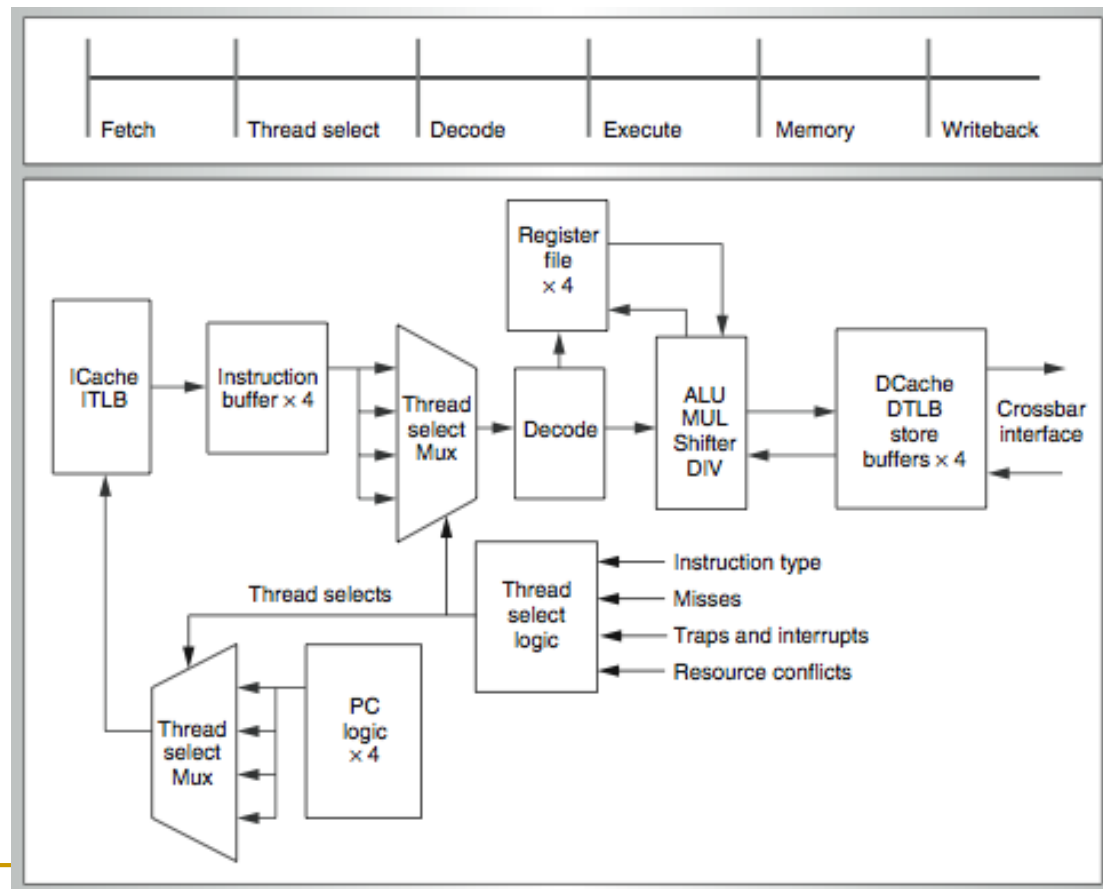 Fetch
Thread select
Decode
Execute
Memory
Writeback
Register
file
× 4
ICache
ITLB
Instruction
buffer × 4
Thread
select
Mux
Decode
ALU
MUL
Shifter
DIV
DCache
DTLB
store
buffers × 4
Crossbar
interface
Thread selects
Thread
select
logic
Instruction type
Misses
Traps and interrupts
Resource conflicts
Thread
select
Mux
PC
logic
× 4